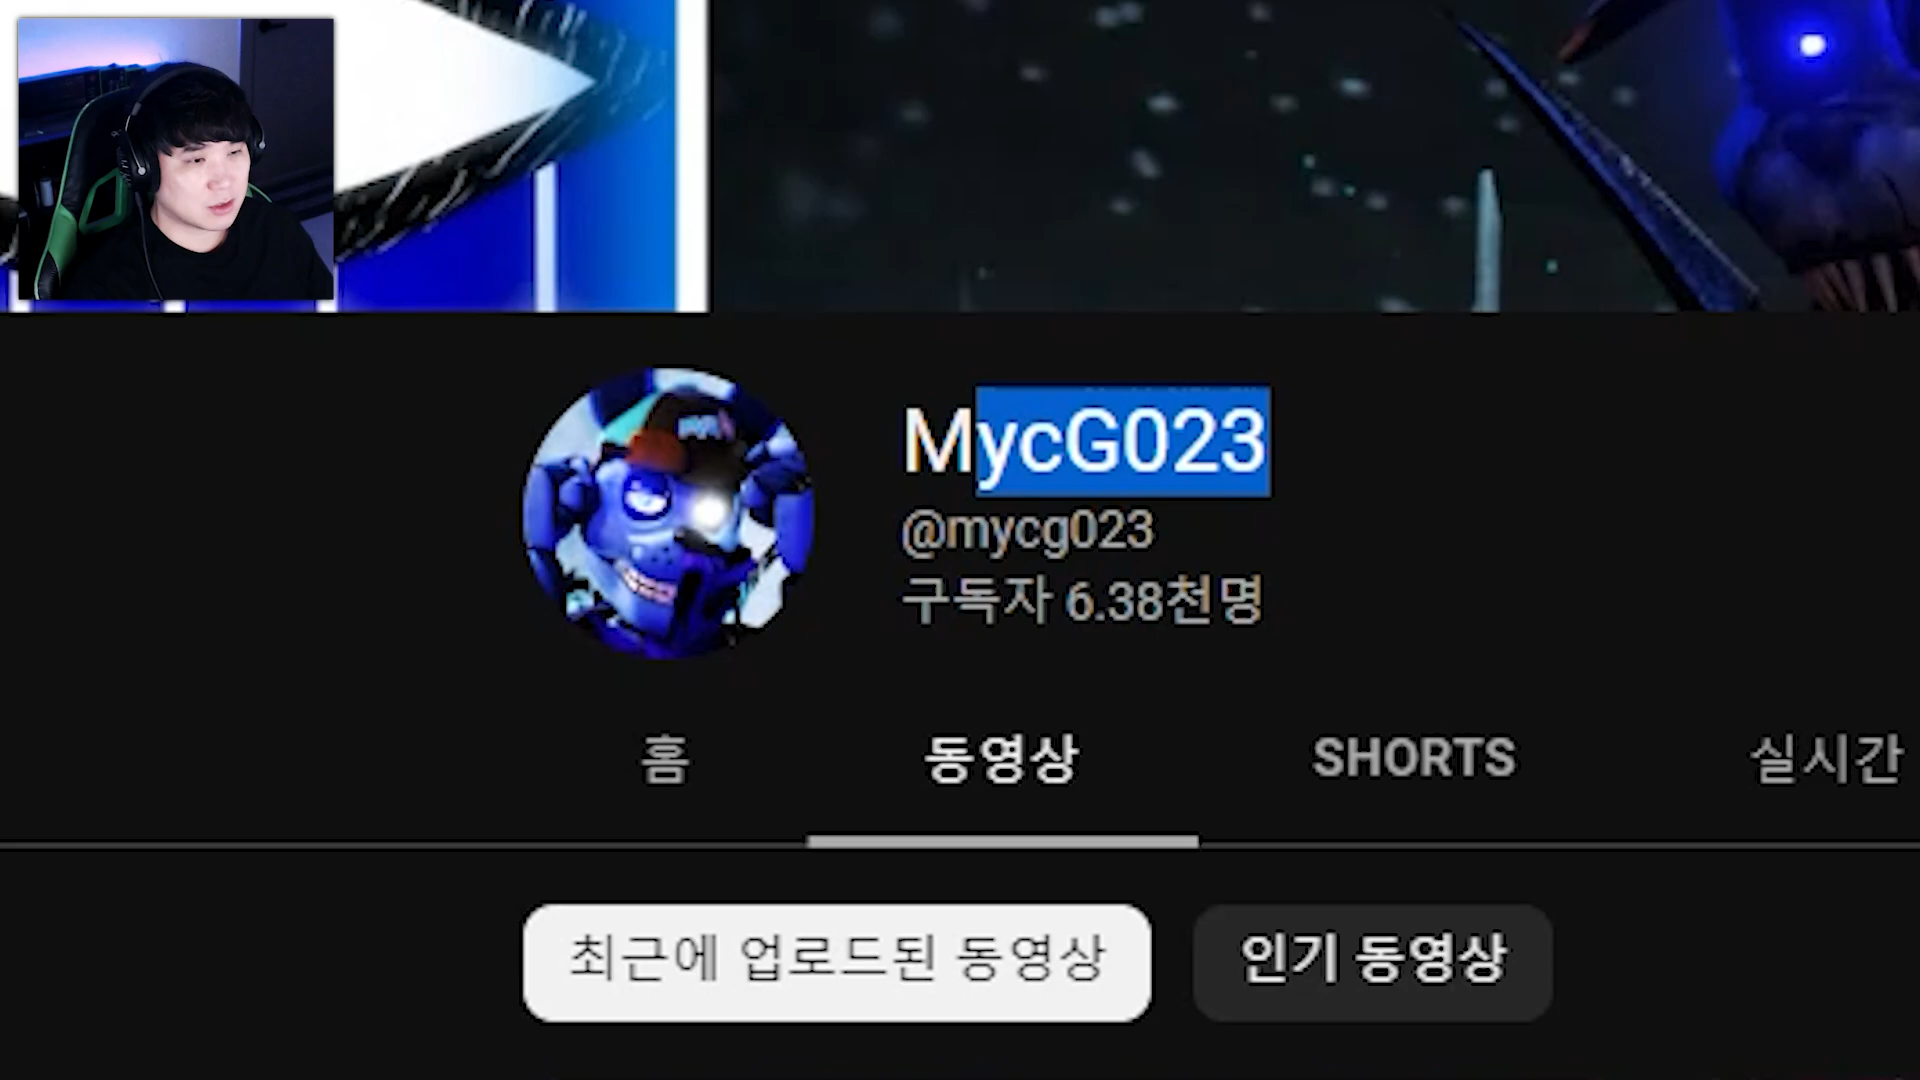 MycG023
@mycg023
구독자 6.38천명
홈 동영상 SHORTS 실시간
최근에 업로드된 동영상 인기 동영상